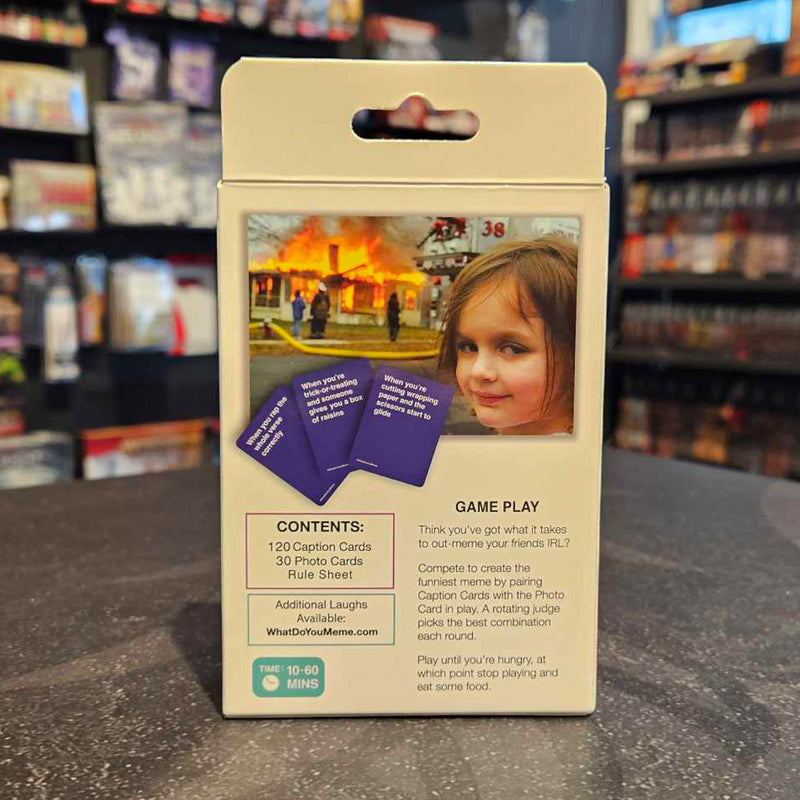 38
When you rap the
whole verse
correctly
When you're
trick-or-treating
and someone
gives you a box
of raisins
When you're
cutting wrapping
paper and the
scissors start to
glide
CONTENTS:
120 Caption Cards
30 Photo Cards
Rule Sheet
Additional Laughs
Available:
WhatDoYouMeme.com
TIME: 10-60
MINS
GAME PLAY
Think you've got what it takes
to out-meme your friends IRL?
Compete to create the
funniest meme by pairing
Caption Cards with the Photo
Card in play. A rotating judge
picks the best combination
each round.
Play until you're hungry, at
which point stop playing and
eat some food.